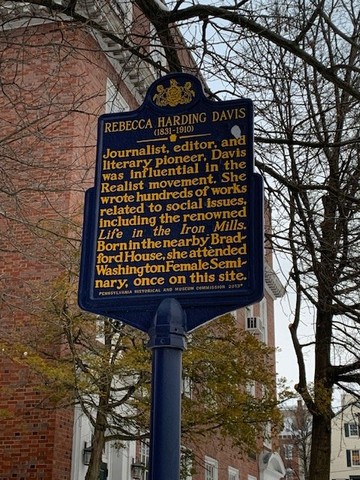 REBECCA HARDING DAVIS
(1831-1910)
Journalist, editor, and
literary pioneer, Davis
was influential in the
Realist movement. She
wrote hundreds of works
related to social issues,
including the renowned
Life in the Iron Mills.
Born in the nearby Brad-
ford House, she attended
Washington Female Semi-
nary, once on this site.
PENNSYLVANIA HISTORICAL AND MUSEUM COMMISSION